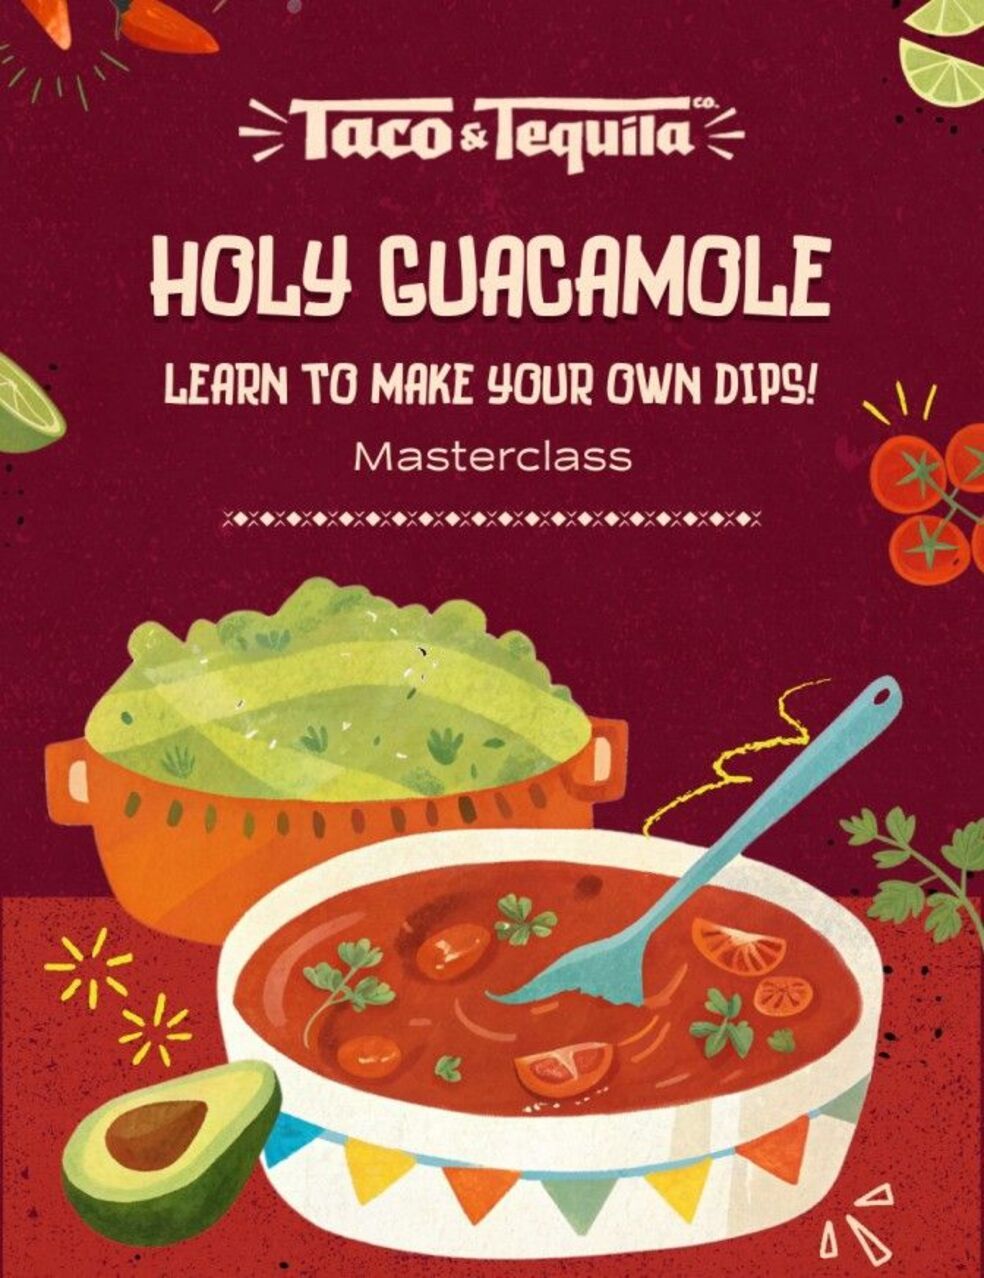 Taco & Tequila co.
HOLY GUACAMOLE
LEARN TO MAKE YOUR OWN DIPS!
Masterclass